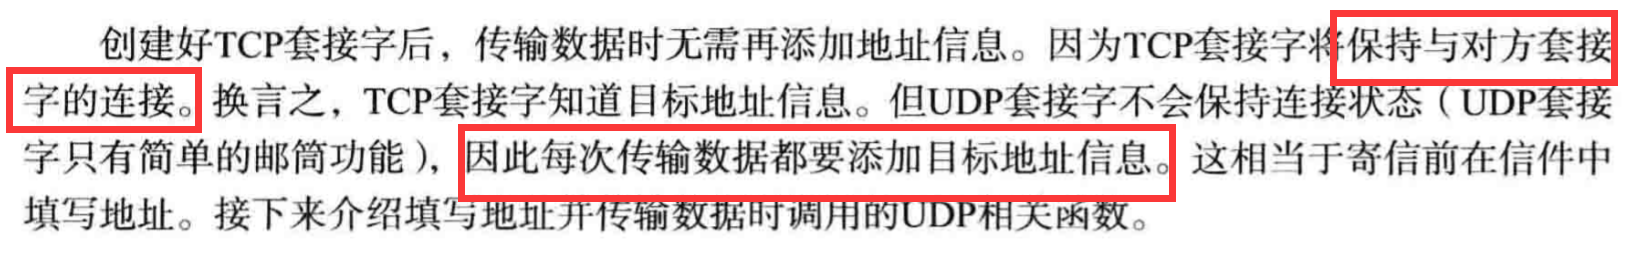 创建好TCP套接字后，传输数据时无需再添加地址信息。因为TCP套接字将保持与对方套接
字的连接。换言之，TCP套接字知道目标地址信息。但UDP套接字不会保持连接状态（UDP套接
字只有简单的邮筒功能），因此每次传输数据都要添加目标地址信息。这相当于寄信前在信件中
填写地址。接下来介绍填写地址并传输数据时调用的UDP相关函数。